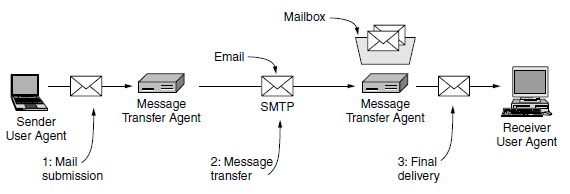 Mailbox
Email
Sender
User Agent
Message
Transfer Agent
SMTP
Message
Transfer Agent
Receiver
User Agent
1: Mail
submission
2: Message
transfer
3: Final
delivery